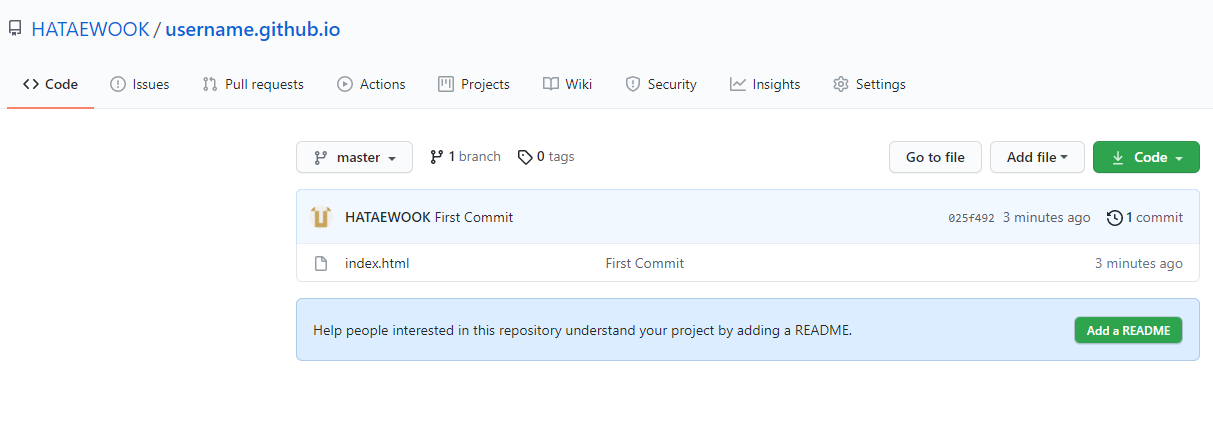 HATAEWOOK / username.github.io
Code Issues Pull requests Actions Projects Wiki Security Insights Settings
master 1 branch 0 tags Go to file Add file Code
HATAEWOOK First Commit 025f492 3 minutes ago 1 commit
index.html First Commit 3 minutes ago
Help people interested in this repository understand your project by adding a README. Add a README